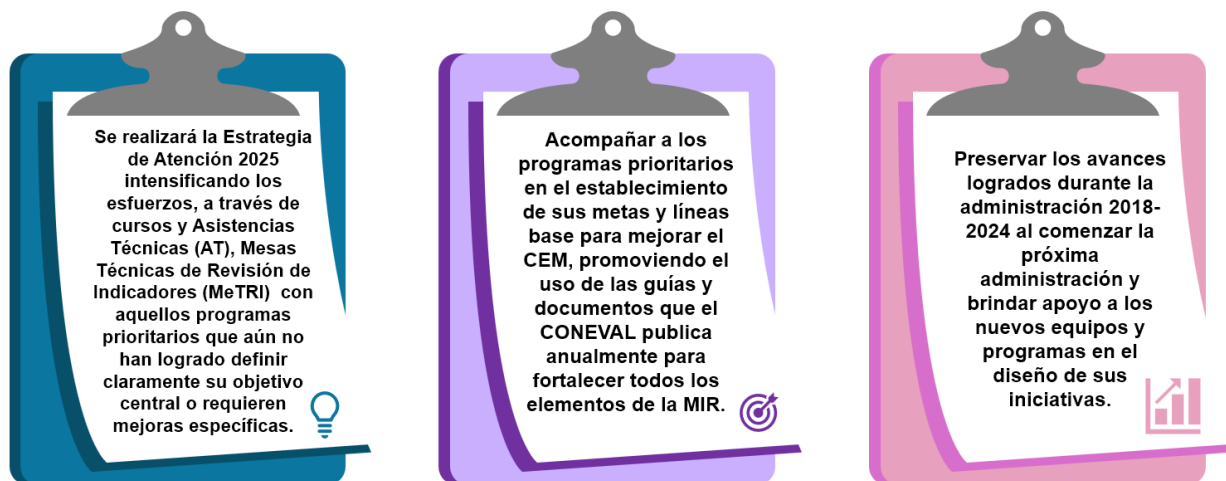 Se realizará la Estrategia
de Atención 2025
intensificando los
esfuerzos, a través de
cursos y Asistencias
Técnicas (AT), Mesas
Técnicas de Revisión de
Indicadores (MeTRI)  con
aquellos programas
prioritarios que aún no
han logrado definir
claramente su objetivo
central o requieren
mejoras específicas.
Acompañar a los
programas prioritarios
en el establecimiento
de sus metas y líneas
base para mejorar el
CEM, promoviendo el
uso de las guías y
documentos que el
CONEVAL publica
anualmente para
fortalecer todos los
elementos de la MIR.
Preservar los avances
logrados durante la
administración 2018-
2024 al comenzar la
próxima
administración y
brindar apoyo a los
nuevos equipos y
programas en el
diseño de sus
iniciativas.